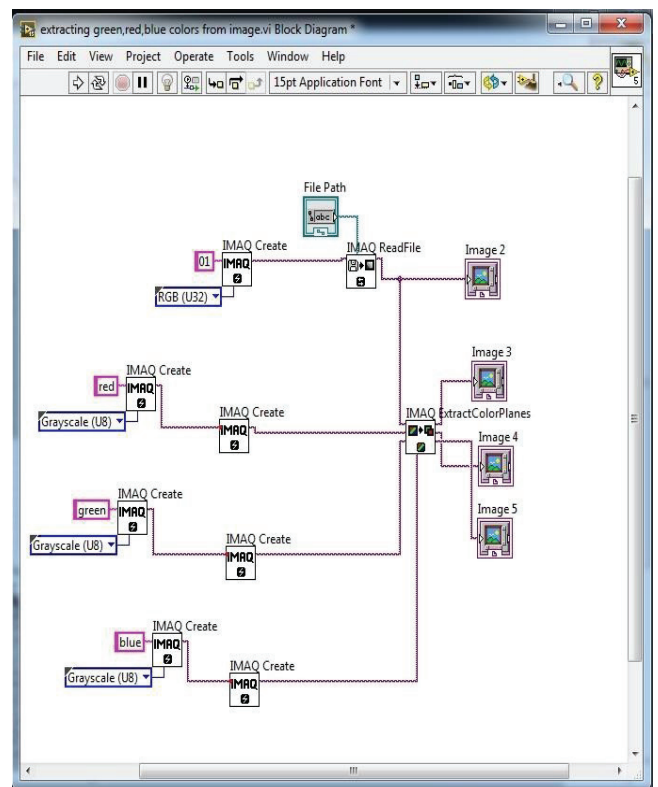 extracting green,red,blue colors from image.vi Block Diagram *
File Edit View Project Operate Tools Window Help
15pt Application Font
5
File Path
abc
IMAQ Create
IMAQ ReadFile
Image 2
01
IMAQ
RGB (U32)
Image 3
IMAQ Create
red
IMAQ
IMAQ Create
IMAQ ExtractColorPlanes
Grayscale (U8)
IMAQ
Image 4
IMAQ Create
Image 5
green
IMAQ
Grayscale (U8)
IMAQ Create
IMAQ
IMAQ Create
blue
IMAQ
IMAQ Create
Grayscale (U8)
IMAQ